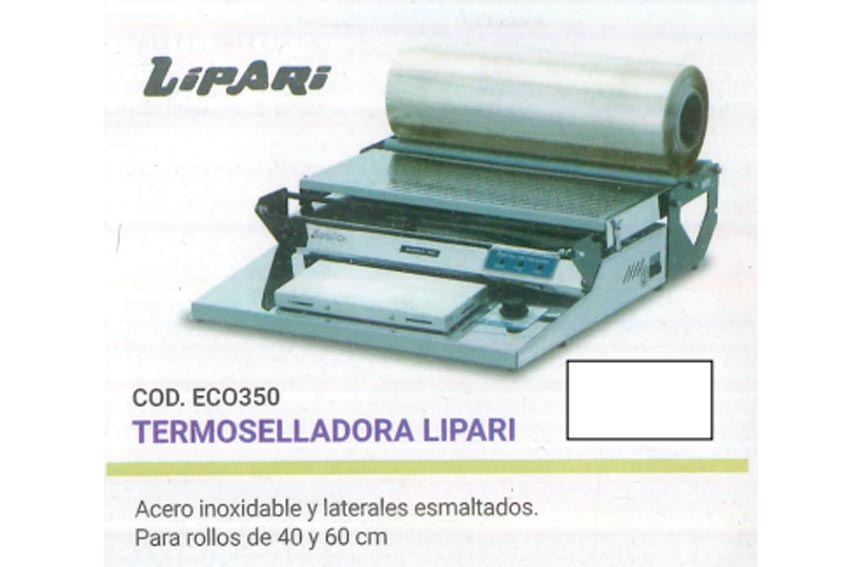 LiPARi
COD. ECO350
TERMOSELLADORA LIPARI
Acero inoxidable y laterales esmaltados.
Para rollos de 40 y 60 cm